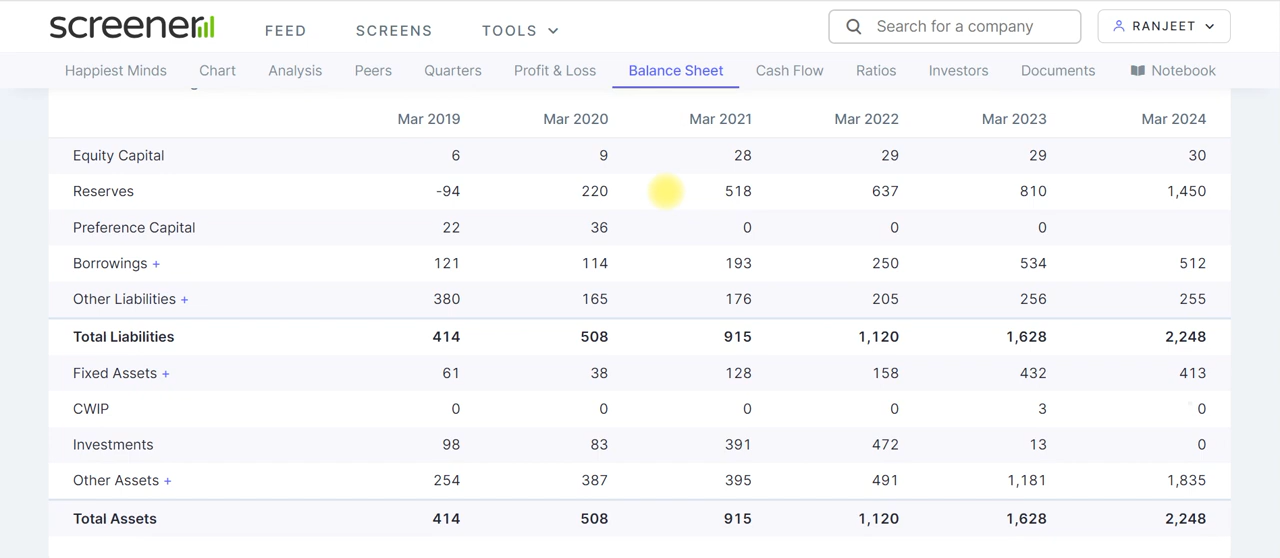 screener
FEED SCREENS TOOLS
Search for a company
RANJEET
Happiest Minds Chart Analysis Peers Quarters Profit & Loss Balance Sheet Cash Flow Ratios Investors Documents Notebook
Mar 2019 Mar 2020 Mar 2021 Mar 2022 Mar 2023 Mar 2024
Equity Capital 6 9 28 29 29 30
Reserves -94 220 518 637 810 1,450
Preference Capital 22 36 0 0 0
Borrowings + 121 114 193 250 534 512
Other Liabilities + 380 165 176 205 256 255
Total Liabilities 414 508 915 1,120 1,628 2,248
Fixed Assets + 61 38 128 158 432 413
CWIP 0 0 0 0 3 0
Investments 98 83 391 472 13 0
Other Assets + 254 387 395 491 1,181 1,835
Total Assets 414 508 915 1,120 1,628 2,248